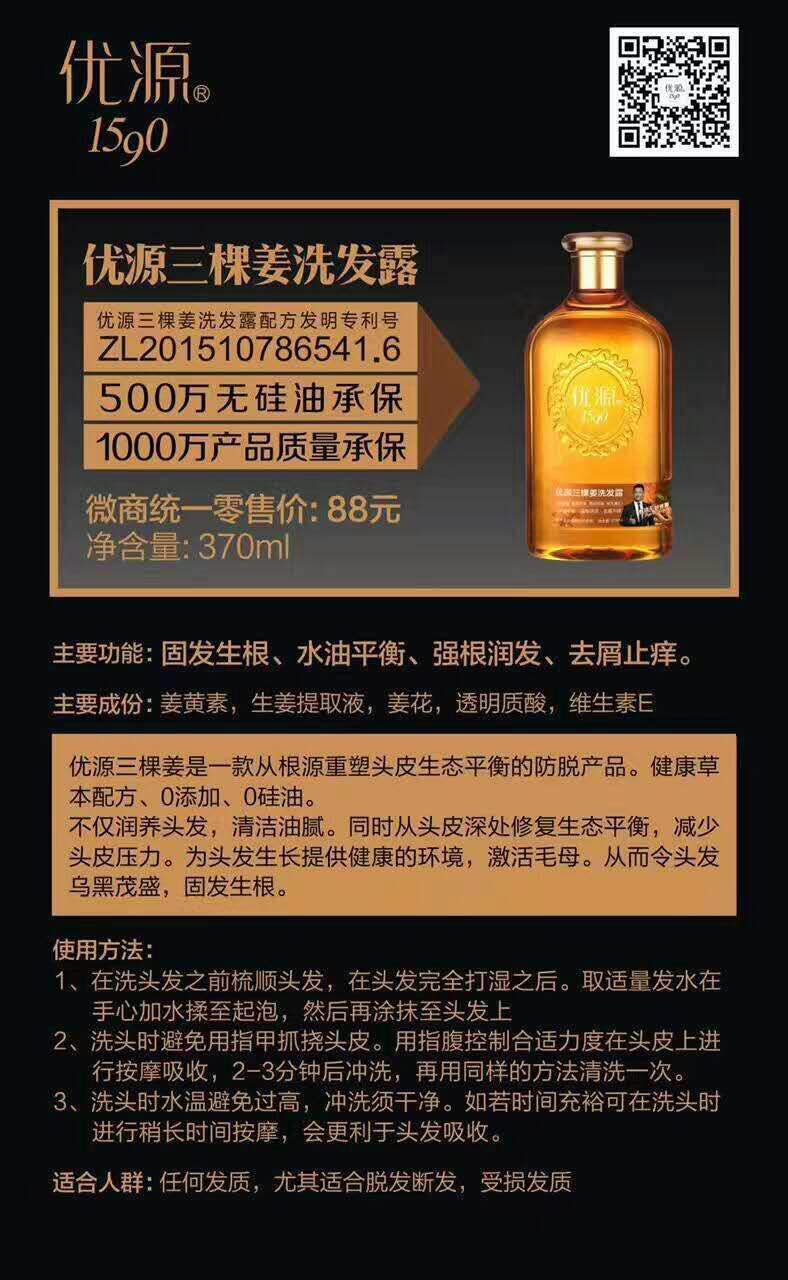 优源®
1590
优源®
1590
优源三棵姜洗发露
优源三棵姜洗发露配方发明专利号
ZL201510786541.6
500万无硅油承保
1000万产品质量承保
微商统一零售价: 88元
净含量: 370ml
优源®
1590
优源三棵姜洗发露
主要功能: 固发生根、水油平衡、强根润发、去屑止痒。
主要成份: 姜黄素，生姜提取液，姜花，透明质酸，维生素E
优源三棵姜是一款从根源重塑头皮生态平衡的防脱产品。健康草
本配方、0添加、0硅油。
不仅润养头发，清洁油腻。同时从头皮深处修复生态平衡，减少
头皮压力。为头发生长提供健康的环境，激活毛母。从而令头发
乌黑茂盛，固发生根。
使用方法:
1、在洗头发之前梳顺头发，在头发完全打湿之后。取适量发水在
手心加水揉至起泡，然后再涂抹至头发上
2、洗头时避免用指甲抓挠头皮。用指腹控制合适力度在头皮上进
行按摩吸收，2-3分钟后冲洗，再用同样的方法清洗一次。
3、洗头时水温避免过高，冲洗须干净。如若时间充裕可在洗头时
进行稍长时间按摩，会更利于头发吸收。
适合人群: 任何发质，尤其适合脱发断发，受损发质